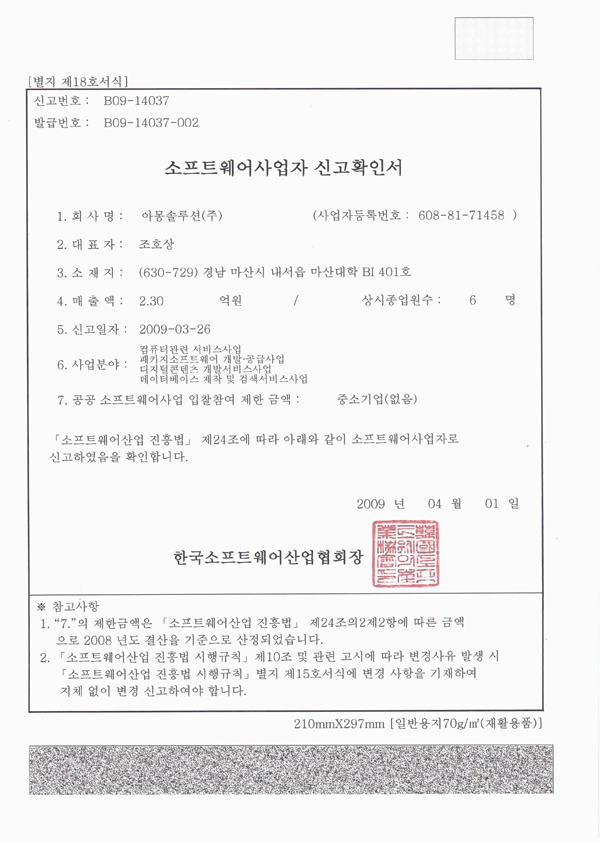 [별지 제18호서식]
신고번호 : B09-14037
발급번호 : B09-14037-002
소프트웨어사업자 신고확인서
1. 회 사 명 : 아몽솔루션(주) (사업자등록번호 : 608-81-71458 )
2. 대 표 자 : 조호상
3. 소 재 지 : (630-729) 경남 마산시 내서읍 마산대학 BI 401호
4. 매 출 액 : 2.30 억원 / 상시종업원수 : 6 명
5. 신고일자 : 2009-03-26
6. 사업분야 : 컴퓨터관련 서비스사업
패키지소프트웨어 개발·공급사업
디지털콘텐츠 개발서비스사업
데이터베이스 제작 및 검색서비스사업
7. 공공 소프트웨어사업 입찰참여 제한 금액 : 중소기업(없음)
「소프트웨어산업 진흥법」 제24조에 따라 아래와 같이 소프트웨어사업자로
신고하였음을 확인합니다.
2009 년 04 월 01 일
한국소프트웨어산업협회장
※ 참고사항
1. “7.”의 제한금액은 「소프트웨어산업 진흥법」 제24조의2제2항에 따른 금액
으로 2008 년도 결산을 기준으로 산정되었습니다.
2. 「소프트웨어산업 진흥법 시행규칙」 제10조 및 관련 고시에 따라 변경사유 발생 시
「소프트웨어산업 진흥법 시행규칙」 별지 제15호서식에 변경 사항을 기재하여
지체 없이 변경 신고하여야 합니다.
210mmX297mm [일반용지70g/㎡(재활용품)]